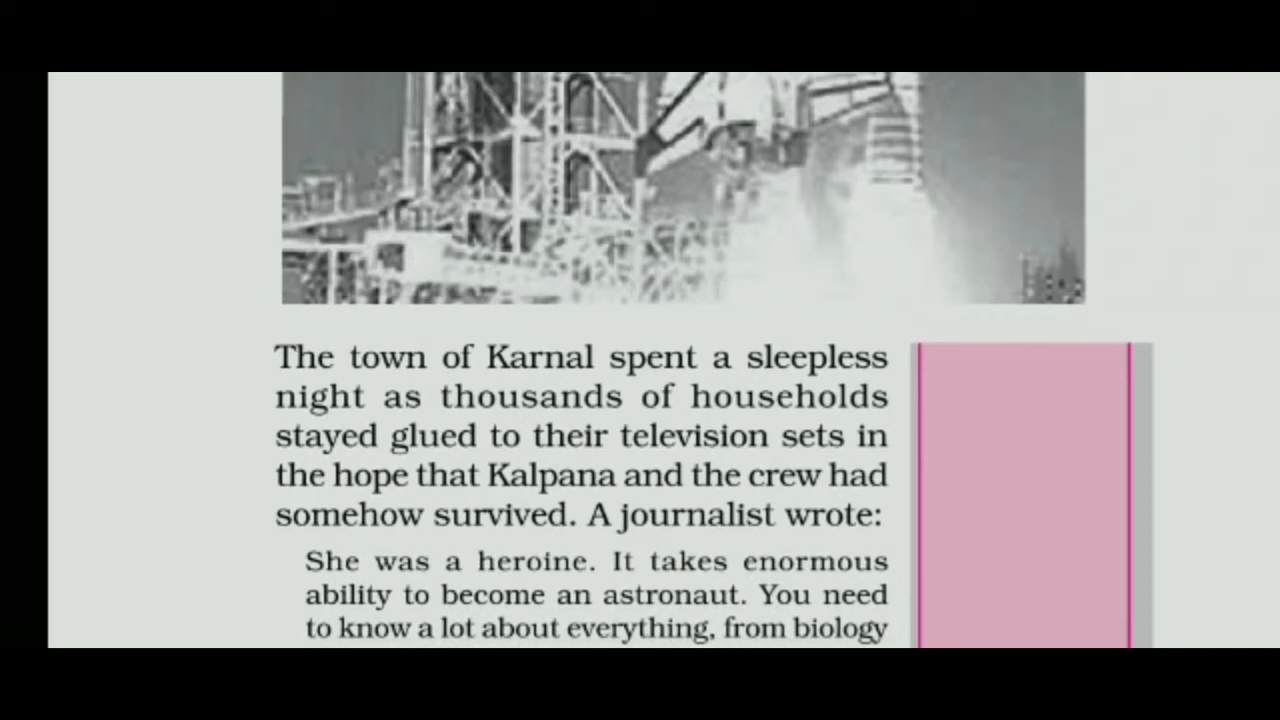 The town of Karnal spent a sleepless
night as thousands of households
stayed glued to their television sets in
the hope that Kalpana and the crew had
somehow survived. A journalist wrote:
She was a heroine. It takes enormous
ability to become an astronaut. You need
to know a lot about everything, from biology